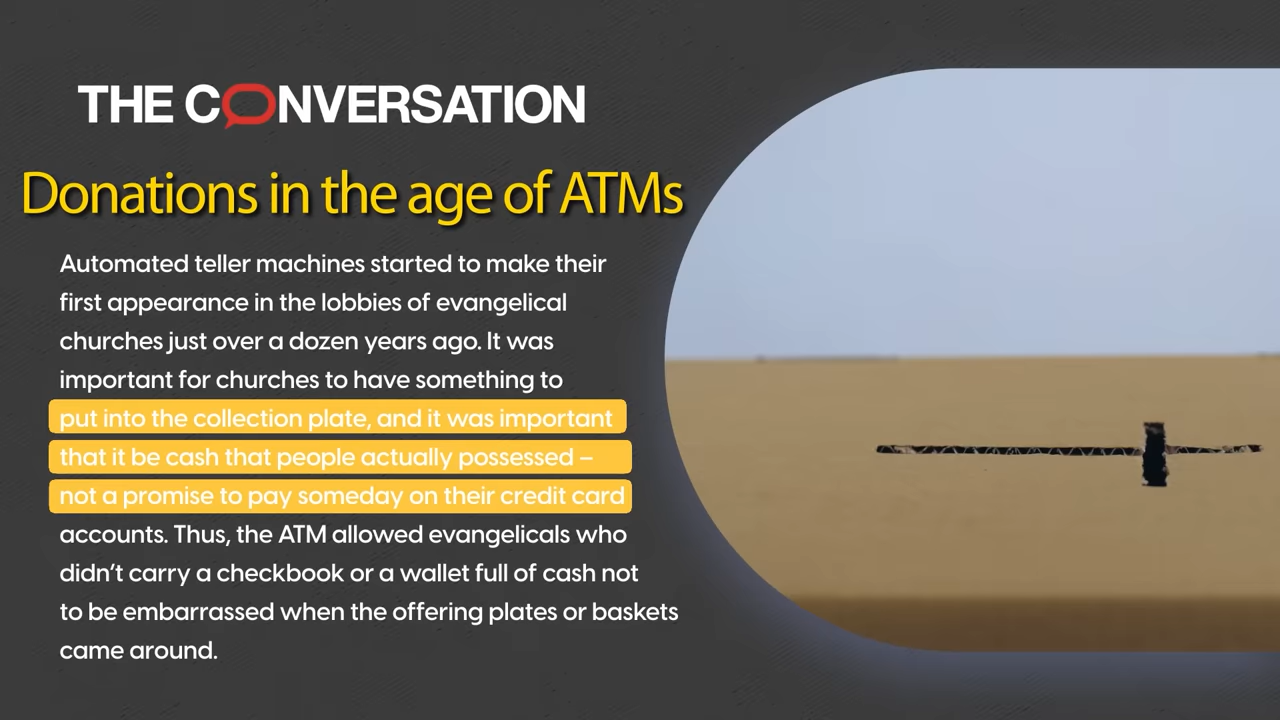 THE CONVERSATION
Donations in the age of ATMs
Automated teller machines started to make their
first appearance in the lobbies of evangelical
churches just over a dozen years ago. It was
important for churches to have something to
put into the collection plate, and it was important
that it be cash that people actually possessed –
not a promise to pay someday on their credit card
accounts. Thus, the ATM allowed evangelicals who
didn’t carry a checkbook or a wallet full of cash not
to be embarrassed when the offering plates or baskets
came around.